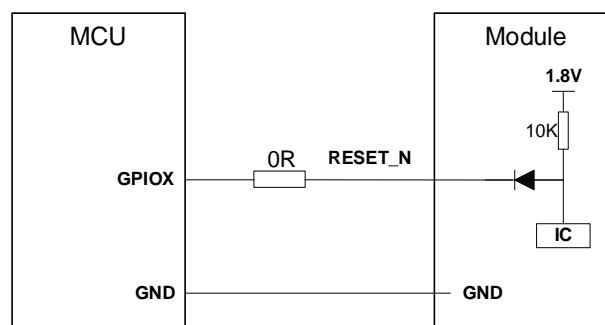 MCU
Module
1.8V
10K
0R
RESET_N
GPIOX
IC
GND
GND